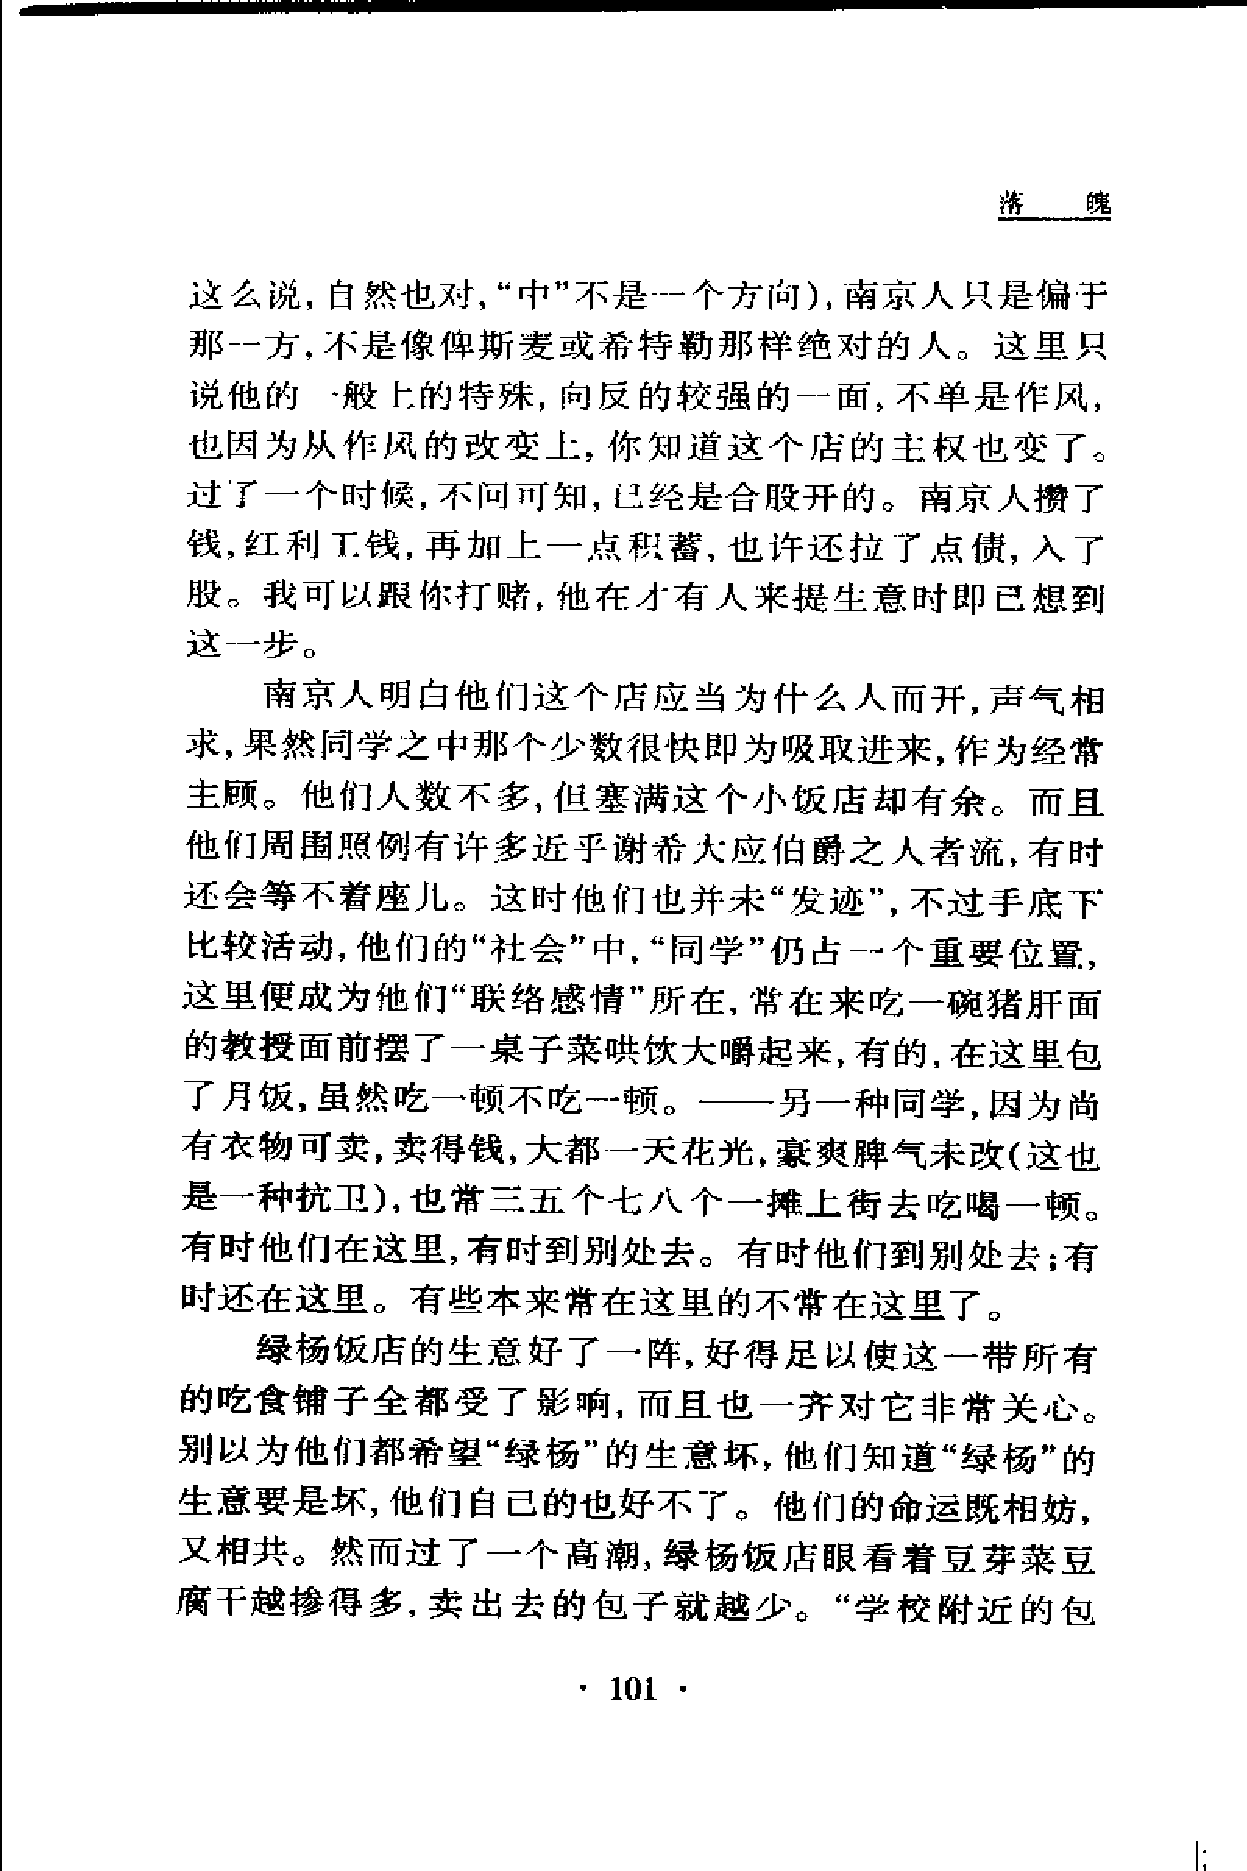 落 魄
这么说，自然也对，“中”不是一个方向），南京人只是偏于
那一方，不是像俾斯麦或希特勒那样绝对的人。这里只
说他的一般上的特殊，向反的较强的一面，不单是作风，
也因为从作风的改变上，你知道这个店的主权也变了。
过了一个时候，不问可知，已经是合股开的。南京人攒了
钱，红利工钱，再加上一点积蓄，也许还拉了点债，入了
股。我可以跟你打赌，他在才有人来提生意时即已想到
这一步。
南京人明白他们这个店应当为什么人而开，声气相
求，果然同学之中那个少数很快即为吸取进来，作为经常
主顾。他们人数不多，但塞满这个小饭店却有余。而且
他们周围照例有许多近乎谢希大应伯爵之人者流，有时
还会等不着座儿。这时他们也并未“发迹”，不过手底下
比较活动，他们的“社会”中，“同学”仍占一个重要位置，
这里便成为他们“联络感情”所在，常在来吃一碗猪肝面
的教授面前摆了一桌子菜哄饮大嚼起来，有的，在这里包
了月饭，虽然吃一顿不吃一顿。——另一种同学，因为尚
有衣物可卖，卖得钱，大都一天花光，豪爽脾气未改（这也
是一种抗卫），也常三五个七八个一摊上街去吃喝一顿。
有时他们在这里，有时到别处去。有时他们到别处去；有
时还在这里。有些本来常在这里的不常在这里了。
绿杨饭店的生意好了一阵，好得足以使这一带所有
的吃食铺子全都受了影响，而且也一齐对它非常关心。
别以为他们都希望“绿杨”的生意坏，他们知道“绿杨”的
生意要是坏，他们自己的也好不了。他们的命运既相妨，
又相共。然而过了一个高潮，绿杨饭店眼看着豆芽菜豆
腐干越掺得多，卖出去的包子就越少。“学校附近的包
· 101 ·